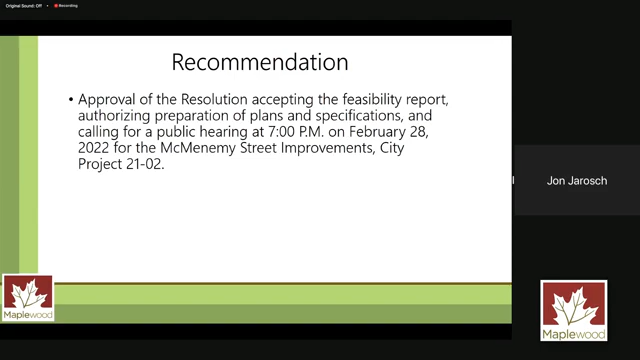 Original Sound: Off
Recording
Recommendation
• Approval of the Resolution accepting the feasibility report,
authorizing preparation of plans and specifications, and
calling for a public hearing at 7:00 P.M. on February 28,
2022 for the McMenemy Street Improvements, City
Project 21-02.
Jon Jarosch
Maplewood
Maplewood